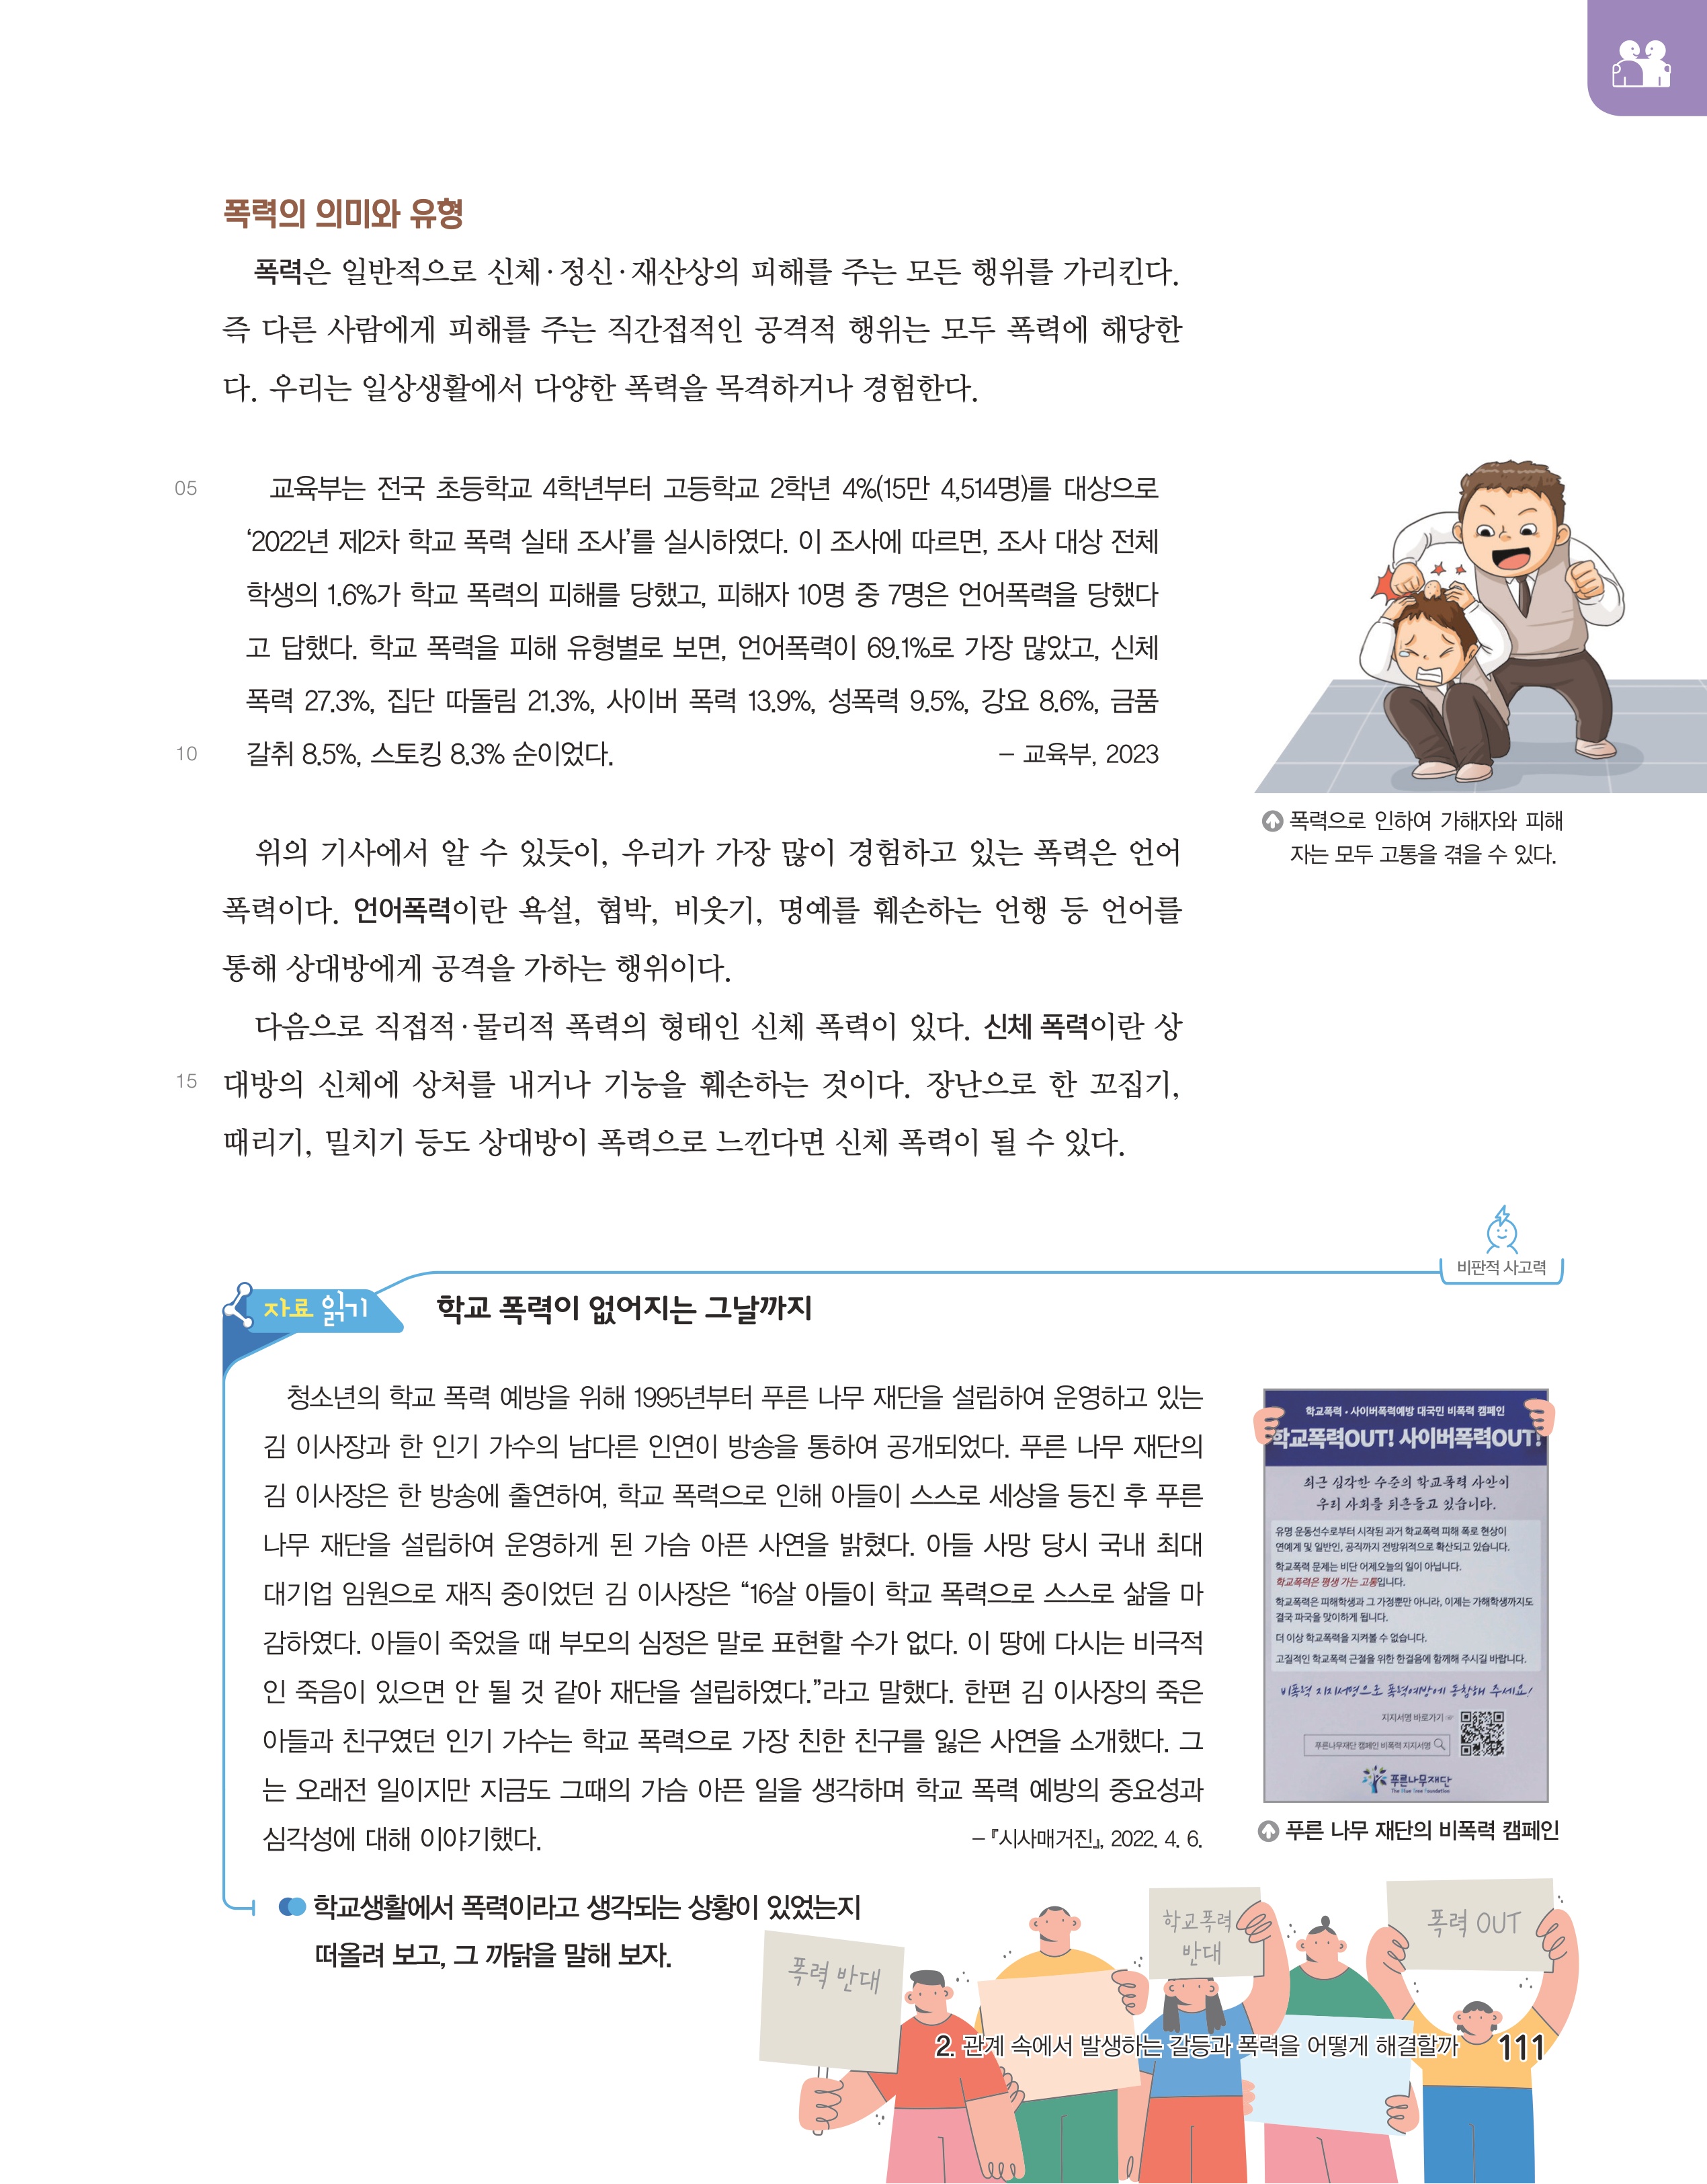 폭력의 의미와 유형
폭력은 일반적으로 신체·정신·재산상의 피해를 주는 모든 행위를 가리킨다.
즉 다른 사람에게 피해를 주는 직간접적인 공격적 행위는 모두 폭력에 해당한
다. 우리는 일상생활에서 다양한 폭력을 목격하거나 경험한다.
05 교육부는 전국 초등학교 4학년부터 고등학교 2학년 4%(15만 4,514명)를 대상으로
‘2022년 제2차 학교 폭력 실태 조사’를 실시하였다. 이 조사에 따르면, 조사 대상 전체
학생의 1.6%가 학교 폭력의 피해를 당했고, 피해자 10명 중 7명은 언어폭력을 당했다
고 답했다. 학교 폭력을 피해 유형별로 보면, 언어폭력이 69.1%로 가장 많았고, 신체
폭력 27.3%, 집단 따돌림 21.3%, 사이버 폭력 13.9%, 성폭력 9.5%, 강요 8.6%, 금품
10 갈취 8.5%, 스토킹 8.3% 순이었다. – 교육부, 2023
폭력으로 인하여 가해자와 피해
자는 모두 고통을 겪을 수 있다.
위의 기사에서 알 수 있듯이, 우리가 가장 많이 경험하고 있는 폭력은 언어
폭력이다. 언어폭력이란 욕설, 협박, 비웃기, 명예를 훼손하는 언행 등 언어를
통해 상대방에게 공격을 가하는 행위이다.
다음으로 직접적·물리적 폭력의 형태인 신체 폭력이 있다. 신체 폭력이란 상
15 대방의 신체에 상처를 내거나 기능을 훼손하는 것이다. 장난으로 한 꼬집기,
때리기, 밀치기 등도 상대방이 폭력으로 느낀다면 신체 폭력이 될 수 있다.
비판적 사고력
자료 읽기 학교 폭력이 없어지는 그날까지
청소년의 학교 폭력 예방을 위해 1995년부터 푸른 나무 재단을 설립하여 운영하고 있는
김 이사장과 한 인기 가수의 남다른 인연이 방송을 통하여 공개되었다. 푸른 나무 재단의
김 이사장은 한 방송에 출연하여, 학교 폭력으로 인해 아들이 스스로 세상을 등진 후 푸른
나무 재단을 설립하여 운영하게 된 가슴 아픈 사연을 밝혔다. 아들 사망 당시 국내 최대
대기업 임원으로 재직 중이었던 김 이사장은 “16살 아들이 학교 폭력으로 스스로 삶을 마
감하였다. 아들이 죽었을 때 부모의 심정은 말로 표현할 수가 없다. 이 땅에 다시는 비극적
인 죽음이 있으면 안 될 것 같아 재단을 설립하였다.”라고 말했다. 한편 김 이사장의 죽은
아들과 친구였던 인기 가수는 학교 폭력으로 가장 친한 친구를 잃은 사연을 소개했다. 그
는 오래전 일이지만 지금도 그때의 가슴 아픈 일을 생각하며 학교 폭력 예방의 중요성과
심각성에 대해 이야기했다. –『시사매거진』, 2022. 4. 6.
학교폭력·사이버폭력예방 대국민 비폭력 캠페인
학교폭력OUT! 사이버폭력OUT!
최근 심각한 수준의 학교폭력 사안이
우리 사회를 뒤흔들고 있습니다.
유명 운동선수로부터 시작된 과거 학교폭력 피해 폭로 현상이
연예계 및 일반인, 공직까지 전방위적으로 확산되고 있습니다.
학교폭력 문제는 비단 어제오늘의 일이 아닙니다.
학교폭력은 평생 가는 고통입니다.
학교폭력은 피해학생과 그 가정뿐만 아니라, 이제는 가해학생까지도
결국 파국을 맞이하게 됩니다.
더 이상 학교폭력을 지켜볼 수 없습니다.
고질적인 학교폭력 근절을 위한 한걸음에 함께해 주시길 바랍니다.
비폭력 지지서명으로 폭력예방에 동참해 주세요!
지지서명 바로가기
푸른나무재단 캠페인 비폭력 지지서명
푸른나무재단
The Blue Tree Foundation
푸른 나무 재단의 비폭력 캠페인
학교생활에서 폭력이라고 생각되는 상황이 있었는지
떠올려 보고, 그 까닭을 말해 보자.
폭력 반대
학교폭력
반대
폭력 OUT
2. 관계 속에서 발생하는 갈등과 폭력을 어떻게 해결할까 111